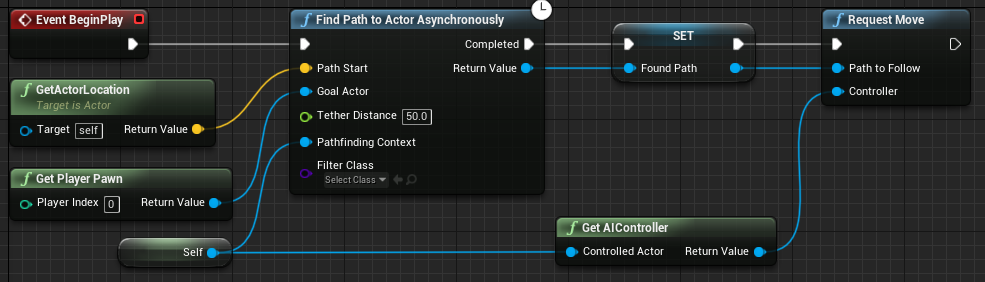 Event BeginPlay
GetActorLocation
Target is Actor
Target self Return Value
Get Player Pawn
Player Index 0 Return Value
Self
Find Path to Actor Asynchronously
Completed
Path Start Return Value
Goal Actor
Tether Distance 50.0
Pathfinding Context
Filter Class
Select Class
SET
Found Path
Get AIController
Controlled Actor Return Value
Request Move
Path to Follow
Controller